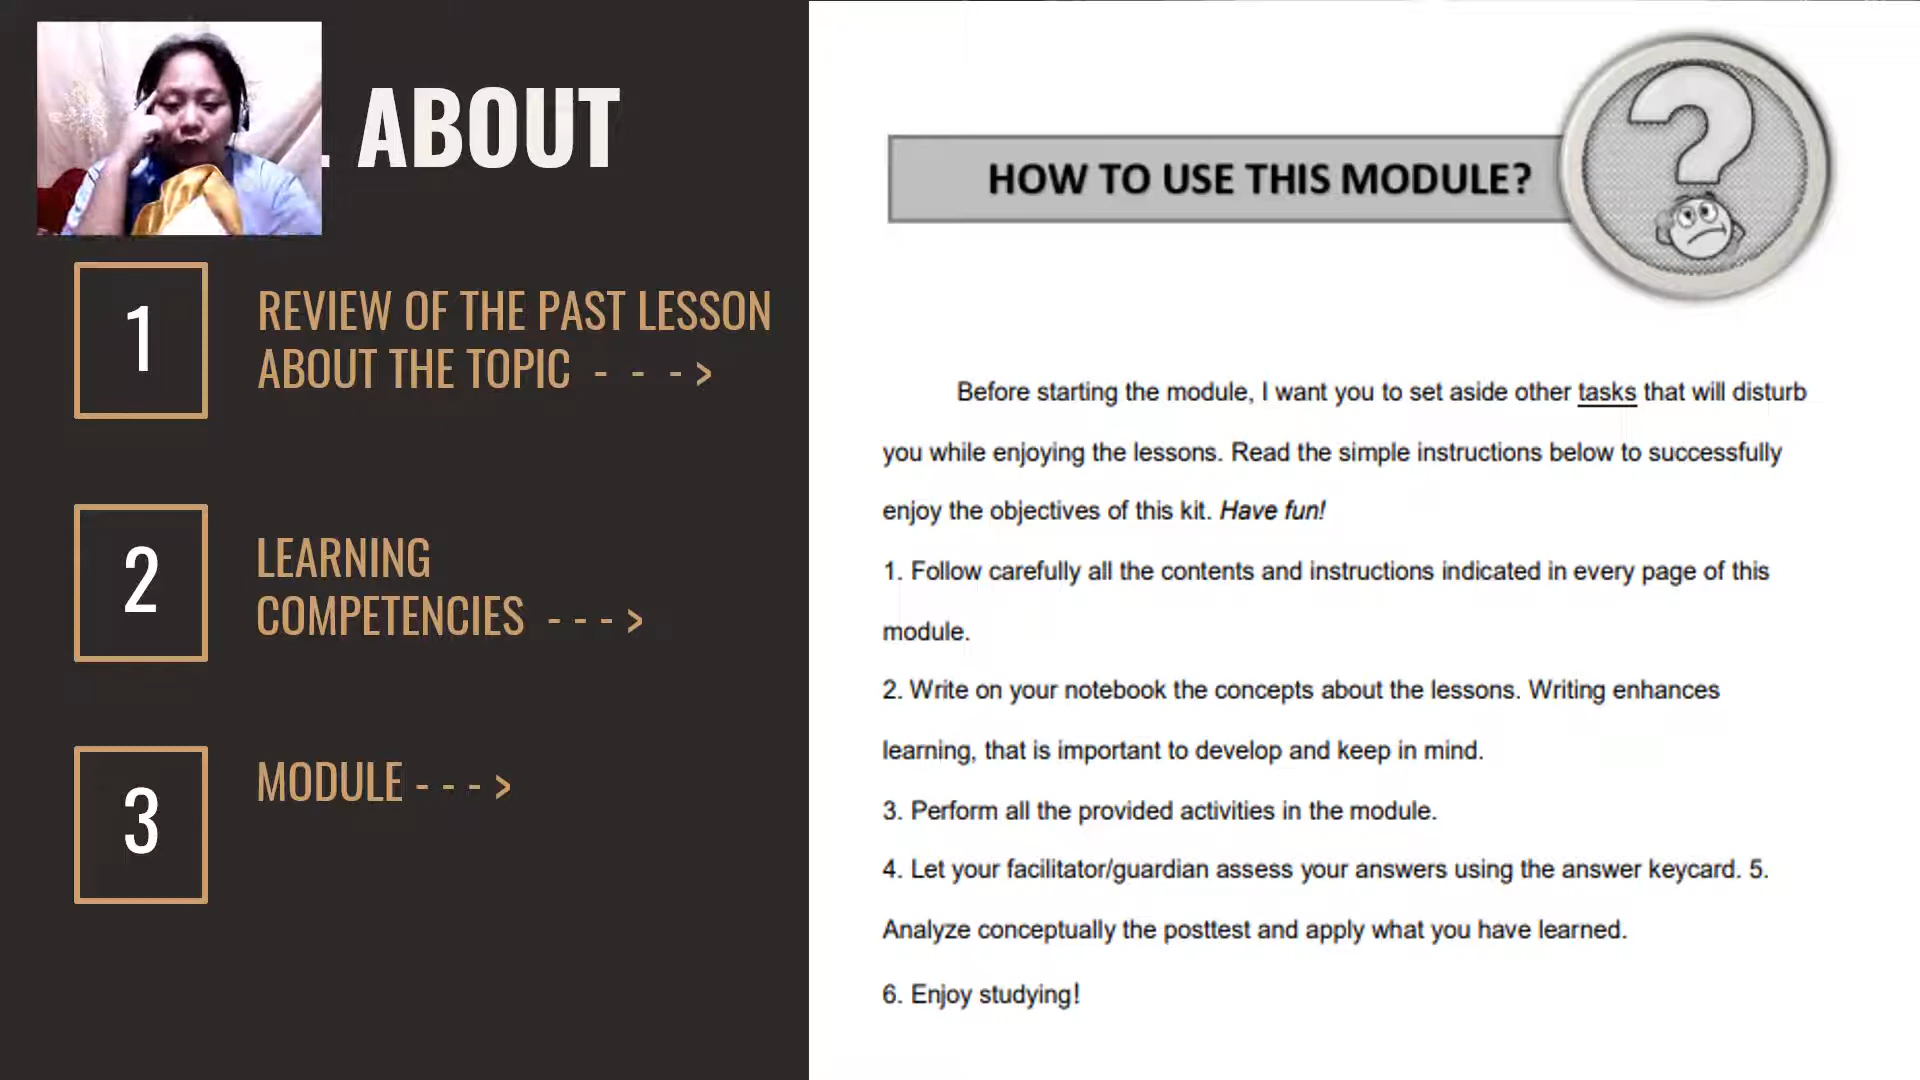 . ABOUT
1
REVIEW OF THE PAST LESSON
ABOUT THE TOPIC - - - >
2
LEARNING
COMPETENCIES - - - >
3
MODULE - - - >
HOW TO USE THIS MODULE?
?
Before starting the module, I want you to set aside other tasks that will disturb
you while enjoying the lessons. Read the simple instructions below to successfully
enjoy the objectives of this kit. Have fun!
1. Follow carefully all the contents and instructions indicated in every page of this
module.
2. Write on your notebook the concepts about the lessons. Writing enhances
learning, that is important to develop and keep in mind.
3. Perform all the provided activities in the module.
4. Let your facilitator/guardian assess your answers using the answer keycard. 5.
Analyze conceptually the posttest and apply what you have learned.
6. Enjoy studying!